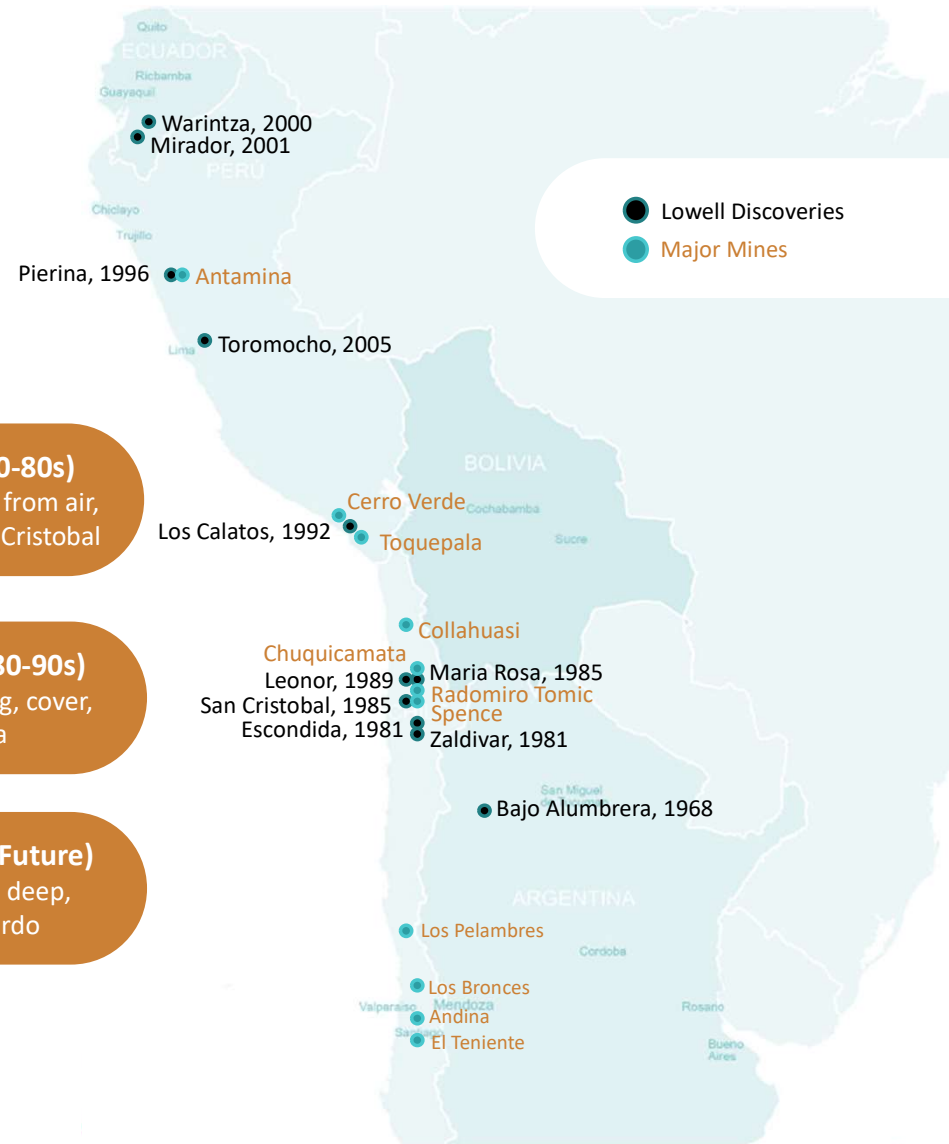 Quito
ECUADOR
Ricbamba
Guayaquil
Warintza, 2000
Mirador, 2001
PERÚ
Lowell Discoveries
Major Mines
Chiclayo
Trujillo
Pierina, 1996
Antamina
Lima
Toromocho, 2005
0-80s)
from air,
Cristobal
BOLIVIA
Cerro Verde
Cochabamba
Los Calatos, 1992
Toquepala
Sucre
Collahuasi
Chuquicamata
Maria Rosa, 1985
Leonor, 1989
Radomiro Tomic
San Cristobal, 1985
Spence
Escondida, 1981
Zaldivar, 1981
80-90s)
g, cover,
a
San Miguel
Bajo Alumbrera, 1968
Future)
deep,
rdo
ARGENTINA
Los Pelambres
Cordoba
Los Bronces
Valparaiso
Mendoza
Rosario
Andina
Santiago
El Teniente
Bueno
Aires